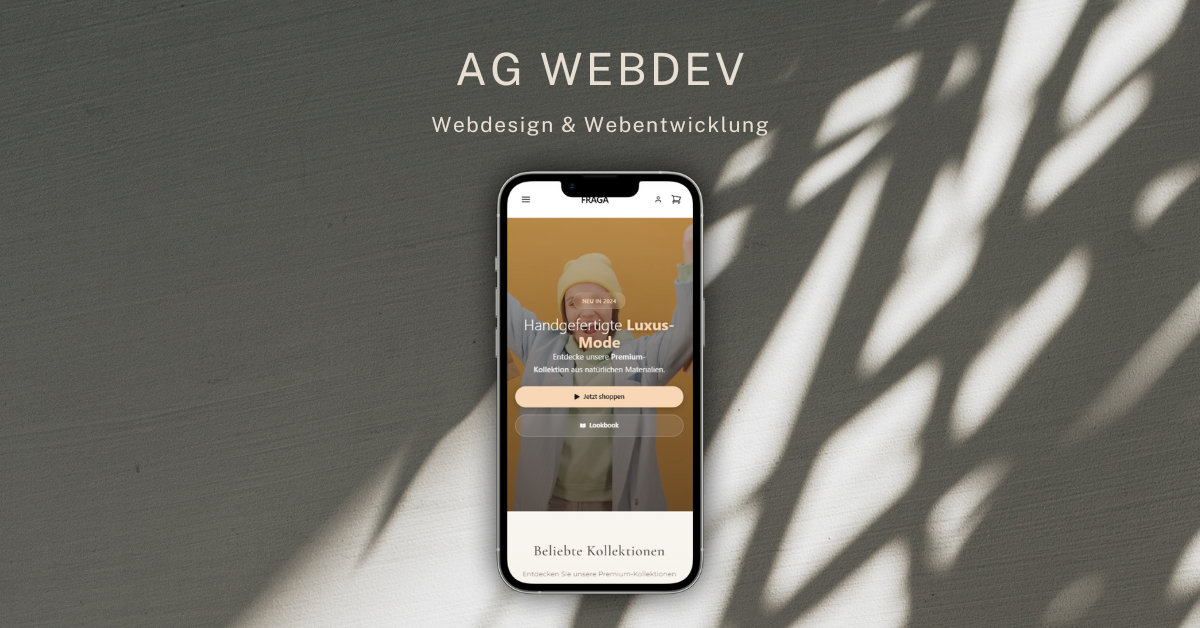 AG WEBDEV
Webdesign & Webentwicklung
FRAGA
NEU IN 2024
Handgefertigte Luxus-
Mode
Entdecke unsere Premium-
Kollektion aus natürlichen Materialien.
Jetzt shoppen
Lookbook
Beliebte Kollektionen
Entdecken Sie unsere Premium-Kollektionen